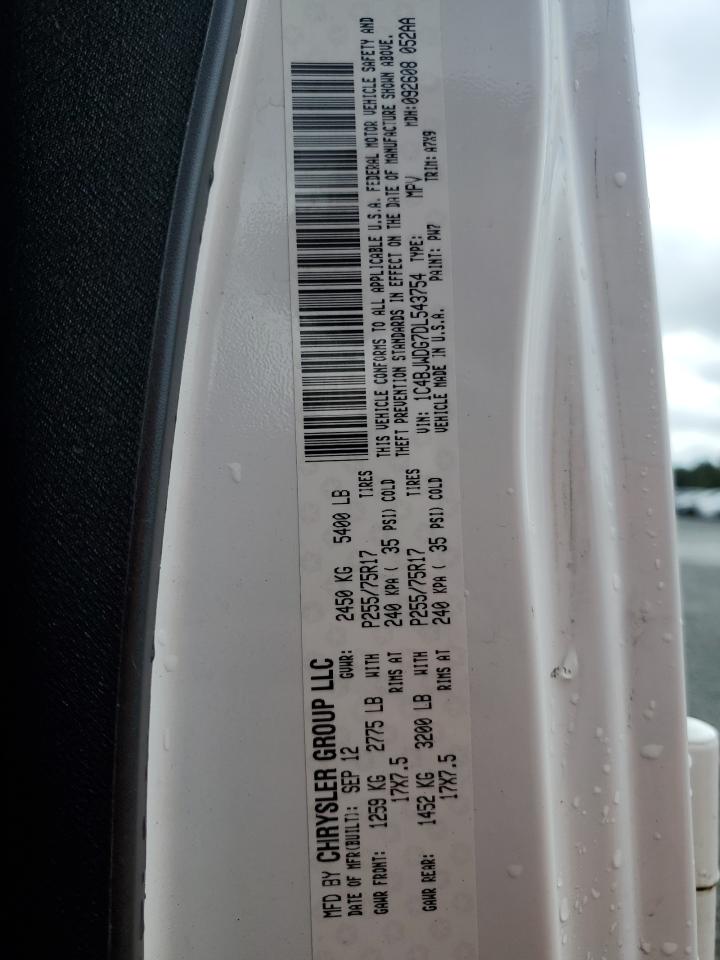 MFD BY CHRYSLER GROUP LLC
DATE OF MFR(BUILT): SEP 12 GVWR: 2450 KG 5400 LB
GAWR FRONT: 1259 KG 2775 LB WITH P255/75R17 TIRES
17X7.5 RIMS AT 240 KPA ( 35 PSI) COLD
GAWR REAR: 1452 KG 3200 LB WITH P255/75R17 TIRES
17X7.5 RIMS AT 240 KPA ( 35 PSI) COLD
THIS VEHICLE CONFORMS TO ALL APPLICABLE U.S.A. FEDERAL MOTOR VEHICLE SAFETY AND
THEFT PREVENTION STANDARDS IN EFFECT ON THE DATE OF MANUFACTURE SHOWN ABOVE.
VIN: 1C4BJWDG7DL543754 TYPE: MPV MDH:092608 052AA
VEHICLE MADE IN U.S.A. PAINT: PW7 TRIM: A7X9